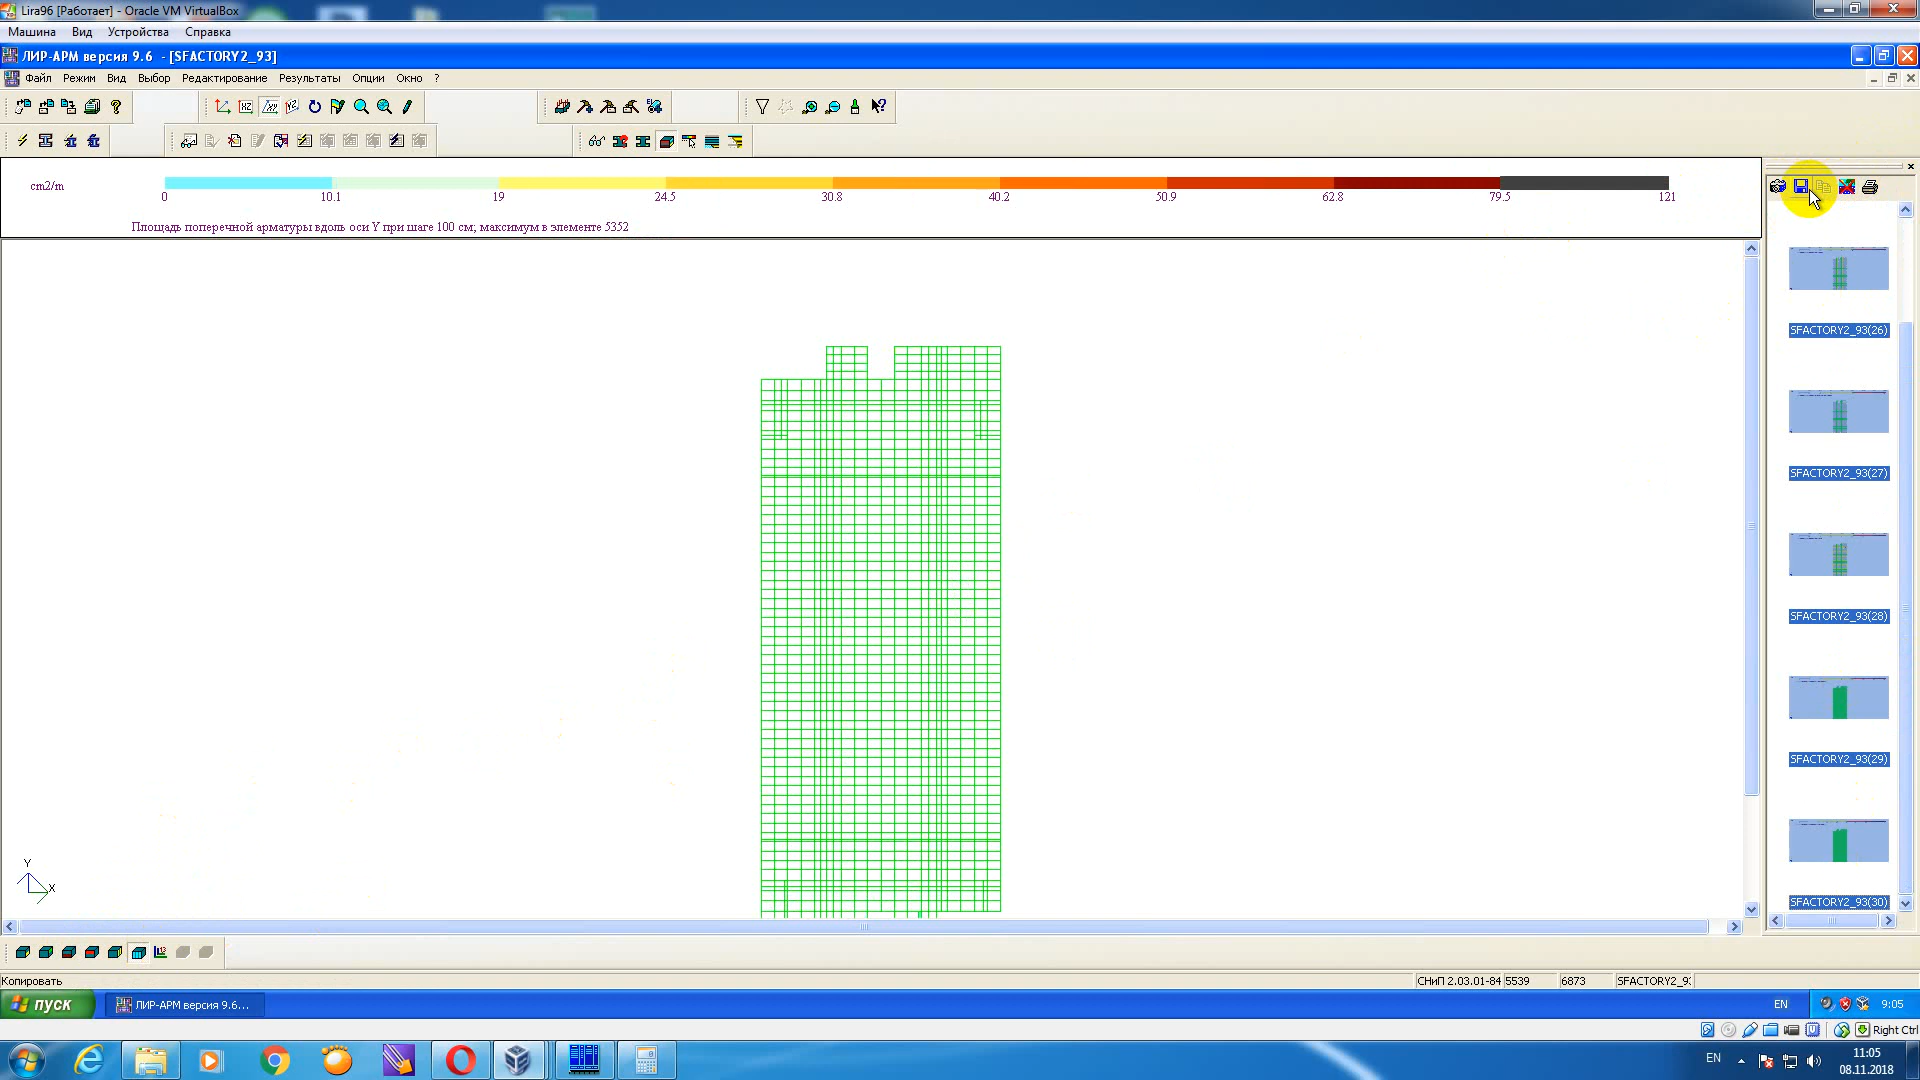 Lira96 [Работает] - Oracle VM VirtualBox
Машина Вид Устройства Справка
ЛИР-АРМ версия 9.6 - [SFACTORY2_93]
Файл Режим Вид Выбор Редактирование Результаты Опции Окно ?
cm2/m
0 10.1 19 24.5 30.8 40.2 50.9 62.8 79.5 121
Площадь поперечной арматуры вдоль оси Y при шаге 100 см; максимум в элементе 5352
SFACTORY2_93(26)
SFACTORY2_93(27)
SFACTORY2_93(28)
SFACTORY2_93(29)
SFACTORY2_93(30)
Y
X
Копировать
СНиП 2.03.01-84 5539 6873 SFACTORY2_9
пуск
ЛИР-АРМ версия 9.6...
EN
9:05
Right Ctrl
EN
11:05
08.11.2018